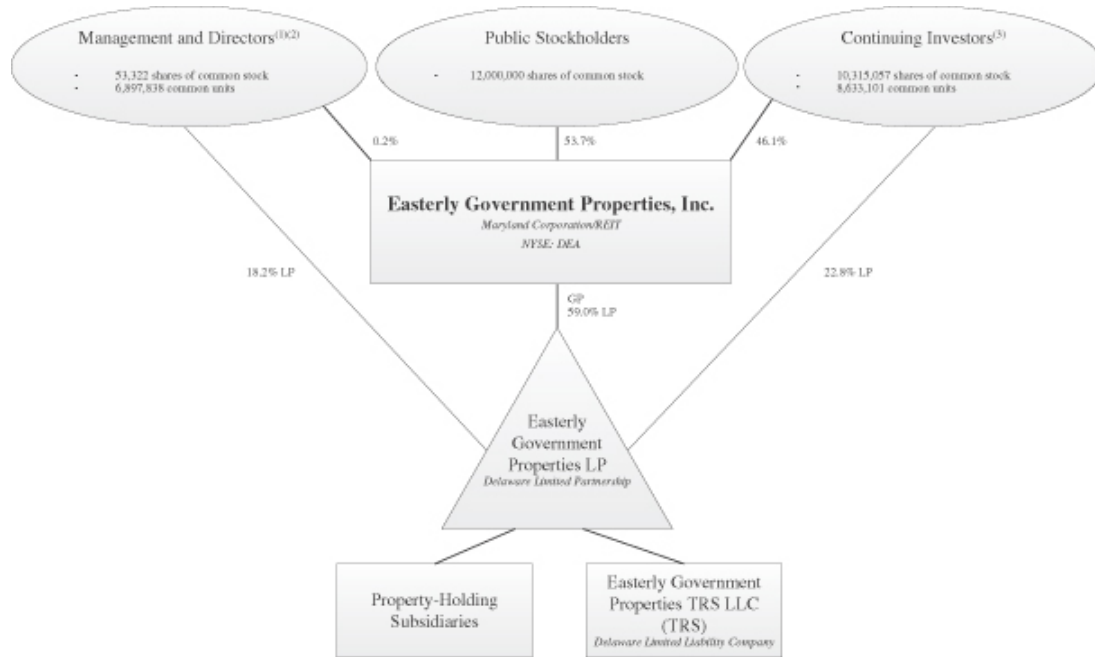 Management and Directors(1)(2)
- 53,322 shares of common stock
- 6,897,838 common units
Public Stockholders
- 12,000,000 shares of common stock
Continuing Investors(3)
- 10,315,057 shares of common stock
- 8,633,101 common units
0.2%
53.7%
46.1%
Easterly Government Properties, Inc.
Maryland Corporation/REIT
NYSE: DEA
18.2% LP
22.8% LP
GP
59.0% LP
Easterly
Government
Properties LP
Delaware Limited Partnership
Property-Holding
Subsidiaries
Easterly Government
Properties TRS LLC
(TRS)
Delaware Limited Liability Company